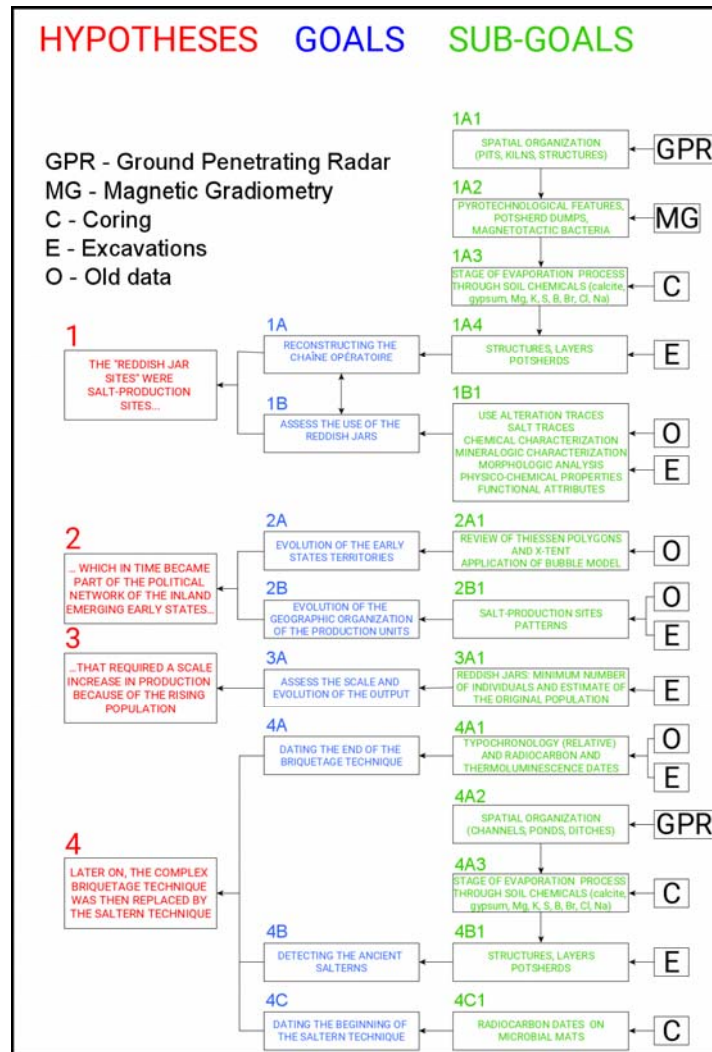 HYPOTHESES GOALS SUB-GOALS
GPR - Ground Penetrating Radar
MG - Magnetic Gradiometry
C - Coring
E - Excavations
O - Old data
1A1
SPATIAL ORGANIZATION
(PITS, KILNS, STRUCTURES)
GPR
1A2
PYROTECHNOLOGICAL FEATURES,
POTSHERD DUMPS,
MAGNETOTACTIC BACTERIA
MG
1A3
STAGE OF EVAPORATION PROCESS
THROUGH SOIL CHEMICALS (calcite,
gypsum, Mg, K, S, B, Br, Cl, Na)
C
1
THE "REDDISH JAR
SITES" WERE
SALT-PRODUCTION
SITES...
1A
RECONSTRUCTING THE
CHAÎNE OPÉRATOIRE
1A4
STRUCTURES, LAYERS
POTSHERDS
E
1B
ASSESS THE USE OF THE
REDDISH JARS
1B1
USE ALTERATION TRACES
SALT TRACES
CHEMICAL CHARACTERIZATION
MINERALOGIC CHARACTERIZATION
MORPHOLOGIC ANALYSIS
PHYSICO-CHEMICAL PROPERTIES
FUNCTIONAL ATTRIBUTES
O
E
2
... WHICH IN TIME BECAME
PART OF THE POLITICAL
NETWORK OF THE INLAND
EMERGING EARLY STATES...
2A
EVOLUTION OF THE EARLY
STATES TERRITORIES
2A1
REVIEW OF THIESSEN POLYGONS
AND X-TENT
APPLICATION OF BUBBLE MODEL
O
2B
EVOLUTION OF THE
GEOGRAPHIC ORGANIZATION
OF THE PRODUCTION UNITS
2B1
SALT-PRODUCTION SITES
PATTERNS
O
E
3
...THAT REQUIRED A SCALE
INCREASE IN PRODUCTION
BECAUSE OF THE RISING
POPULATION
3A
ASSESS THE SCALE AND
EVOLUTION OF THE OUTPUT
3A1
REDDISH JARS: MINIMUM NUMBER
OF INDIVIDUALS AND ESTIMATE OF
THE ORIGINAL POPULATION
E
4A
DATING THE END OF THE
BRIQUETAGE TECHNIQUE
4A1
TYPOCHRONOLOGY (RELATIVE)
AND RADIOCARBON AND
THERMOLUMINESCENCE DATES
O
E
4A2
SPATIAL ORGANIZATION
(CHANNELS, PONDS, DITCHES)
GPR
4
LATER ON, THE COMPLEX
BRIQUETAGE TECHNIQUE
WAS THEN REPLACED BY
THE SALTERN TECHNIQUE
4A3
STAGE OF EVAPORATION PROCESS
THROUGH SOIL CHEMICALS (calcite,
gypsum, Mg, K, S, B, Br, Cl, Na)
C
4B
DETECTING THE ANCIENT
SALTERNS
4B1
STRUCTURES, LAYERS
POTSHERDS
E
4C
DATING THE BEGINNING OF
THE SALTERN TECHNIQUE
4C1
RADIOCARBON DATES ON
MICROBIAL MATS
C